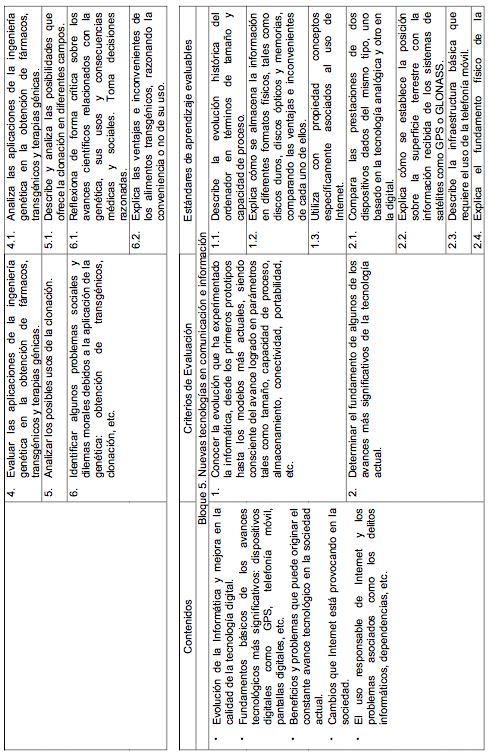 4. Evaluar las aplicaciones de la ingeniería
genética en la obtención de fármacos,
transgénicos y terapias génicas.
5. Analizar los posibles usos de la clonación.
6. Identificar algunos problemas sociales y
dilemas morales debidos a la aplicación de la
genética: obtención de transgénicos,
clonación, etc.
4.1. Analiza las aplicaciones de la ingeniería
genética en la obtención de fármacos,
transgénicos y terapias génicas.
5.1. Describe y analiza las posibilidades que
ofrece la clonación en diferentes campos.
6.1. Reflexiona de forma crítica sobre los
avances científicos relacionados con la
genética, sus usos y consecuencias
médicas y sociales. Toma decisiones
razonadas.
6.2. Explica las ventajas e inconvenientes de
los alimentos transgénicos, razonando la
conveniencia o no de su uso.
Contenidos
Criterios de Evaluación
Estándares de aprendizaje evaluables
Bloque 5. Nuevas tecnologías en comunicación e información
• Evolución de la Informática y mejora en la
calidad de la tecnología digital.
• Fundamentos básicos de los avances
tecnológicos más significativos: dispositivos
digitales como GPS, telefonía móvil,
pantallas digitales, etc.
• Beneficios y problemas que puede originar el
constante avance tecnológico en la sociedad
actual.
• Cambios que Internet está provocando en la
sociedad.
• El uso responsable de Internet y los
problemas asociados como los delitos
informáticos, dependencias, etc.
1. Conocer la evolución que ha experimentado
la informática, desde los primeros prototipos
hasta los modelos más actuales, siendo
consciente del avance logrado en parámetros
tales como tamaño, capacidad de proceso,
almacenamiento, conectividad, portabilidad,
etc.
2. Determinar el fundamento de algunos de los
avances más significativos de la tecnología
actual.
1.1. Describe la evolución histórica del
ordenador en términos de tamaño y
capacidad de proceso.
1.2. Explica cómo se almacena la información
en diferentes formatos físicos, tales como
discos duros, discos ópticos y memorias,
comparando las ventajas e inconvenientes
de cada uno de ellos.
1.3. Utiliza con propiedad conceptos
específicamente asociados al uso de
Internet.
2.1. Compara las prestaciones de dos
dispositivos dados del mismo tipo, uno
basado en la tecnología analógica y otro en
la digital.
2.2. Explica cómo se establece la posición
sobre la superficie terrestre con la
información recibida de los sistemas de
satélites como GPS o GLONASS.
2.3. Describe la infraestructura básica que
requiere el uso de la telefonía móvil.
2.4. Explica el fundamento físico de la